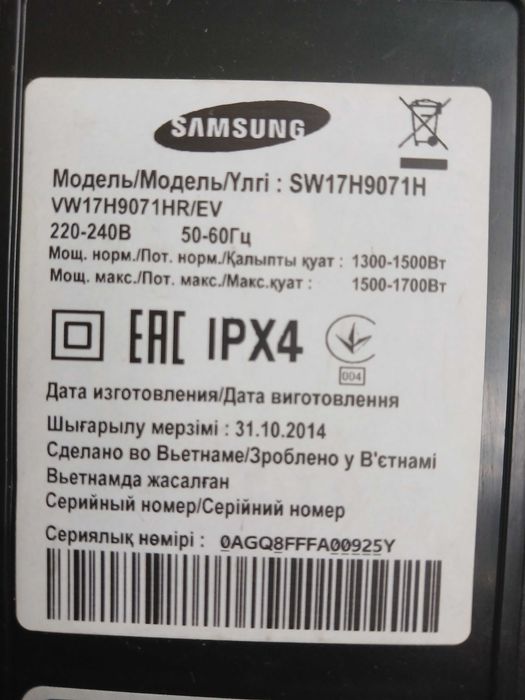 SAMSUNG
Модель/Модель/Үлгі : SW17H9071H
VW17H9071HR/EV
220-240В 50-60Гц
Мощ. норм./Пот. норм./Қалыпты қуат : 1300-1500Вт
Мощ. макс./Пот. макс./Макс.қуат : 1500-1700Вт
EAC IPX4
004
Дата изготовления/Дата виготовлення
Шығарылу мерзімі : 31.10.2014
Сделано во Вьетнаме/Зроблено у В'єтнамі
Вьетнамда жасалған
Серийный номер/Серійний номер
Сериялық нөмірі : 0AGQ8FFFA00925Y